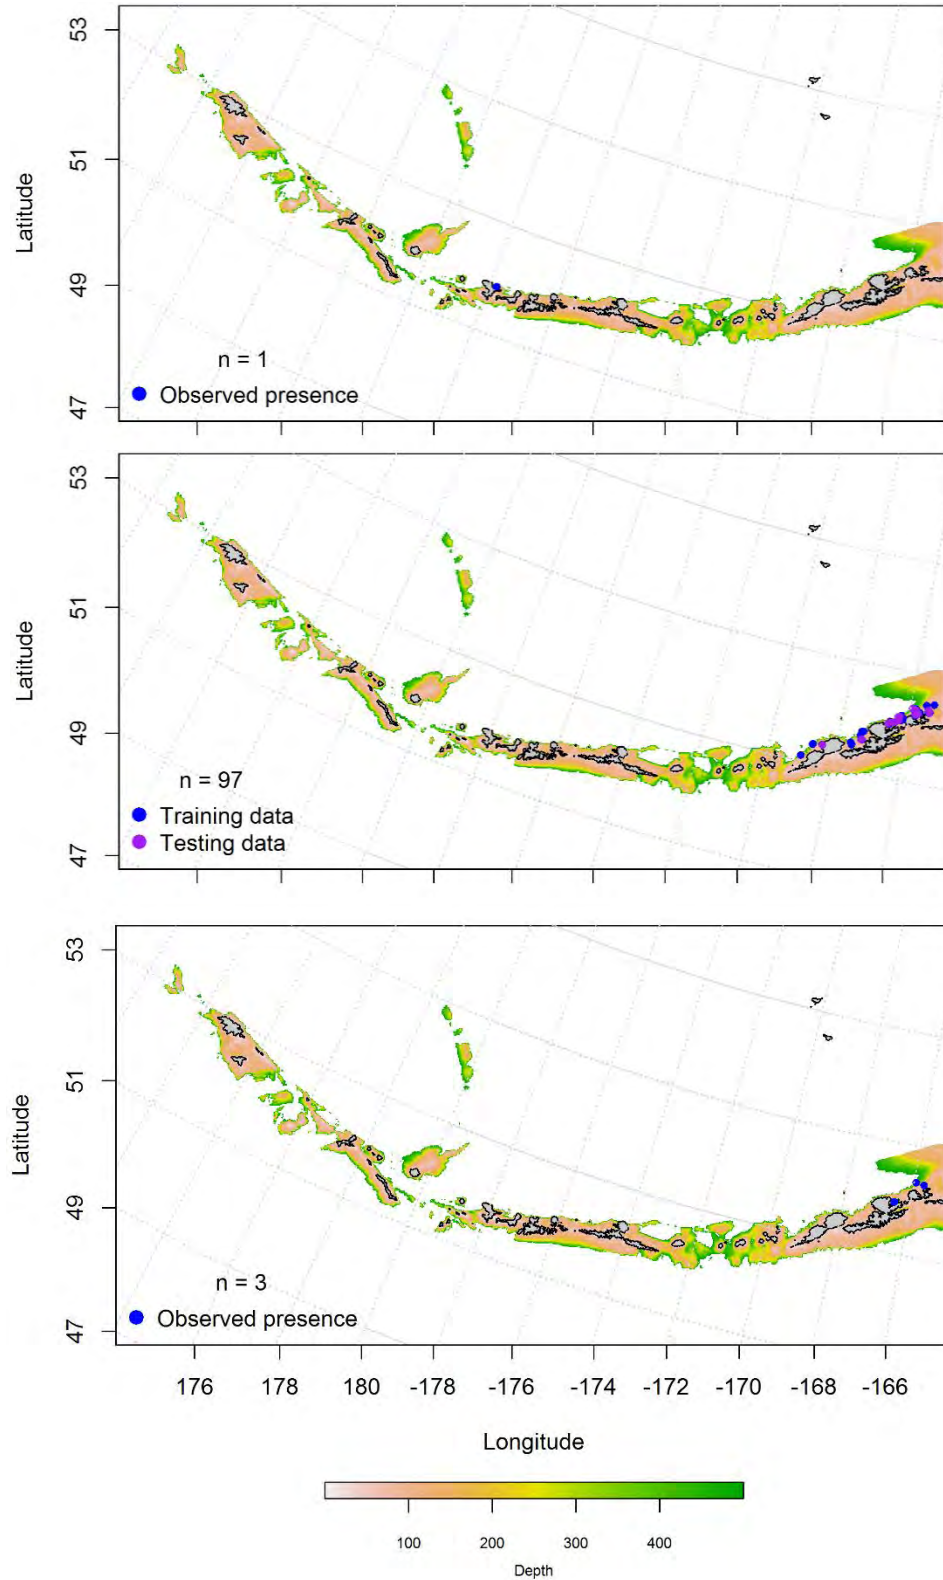 53
51
49
47
Latitude
n = 1
Observed presence
53
51
49
47
Latitude
n = 97
Training data
Testing data
53
51
49
47
Latitude
n = 3
Observed presence
176 178 180 -178 -176 -174 -172 -170 -168 -166
Longitude
100 200 300 400
Depth